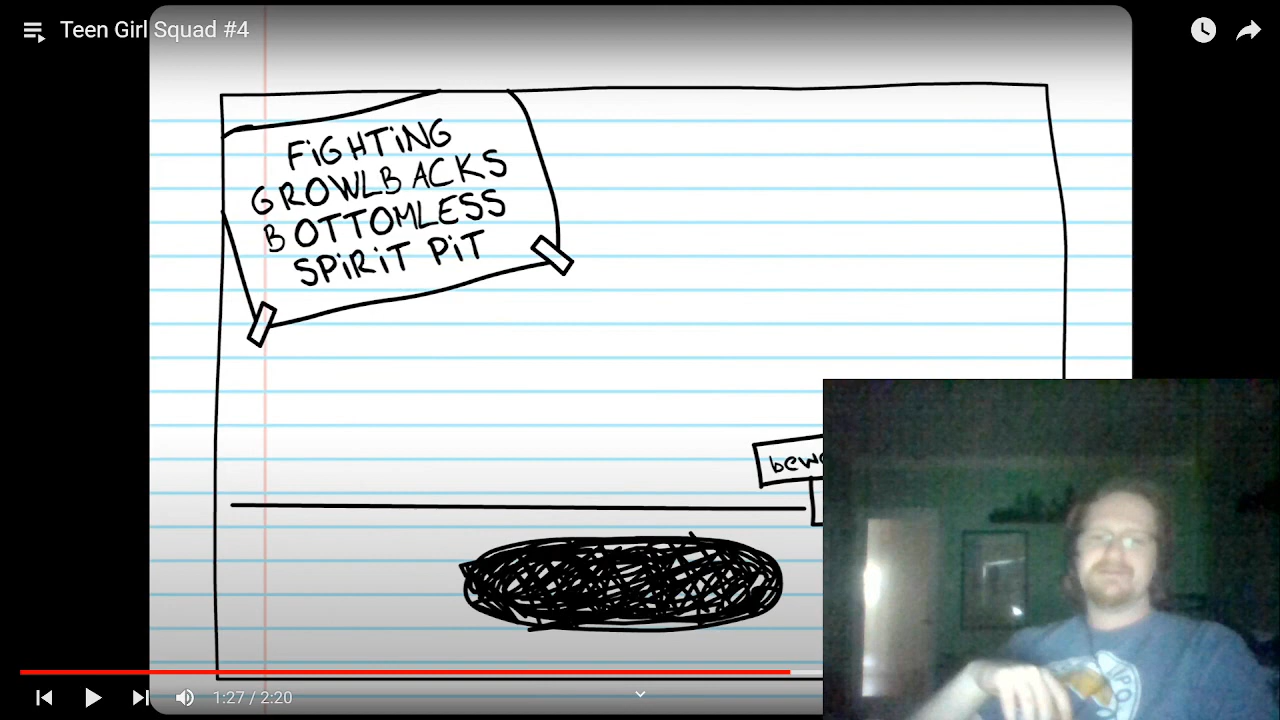 Teen Girl Squad #4
FiGHTiNG
GROWLBACKS
BOTTOMLESS
SPiRiT PiT
1:27 / 2:20